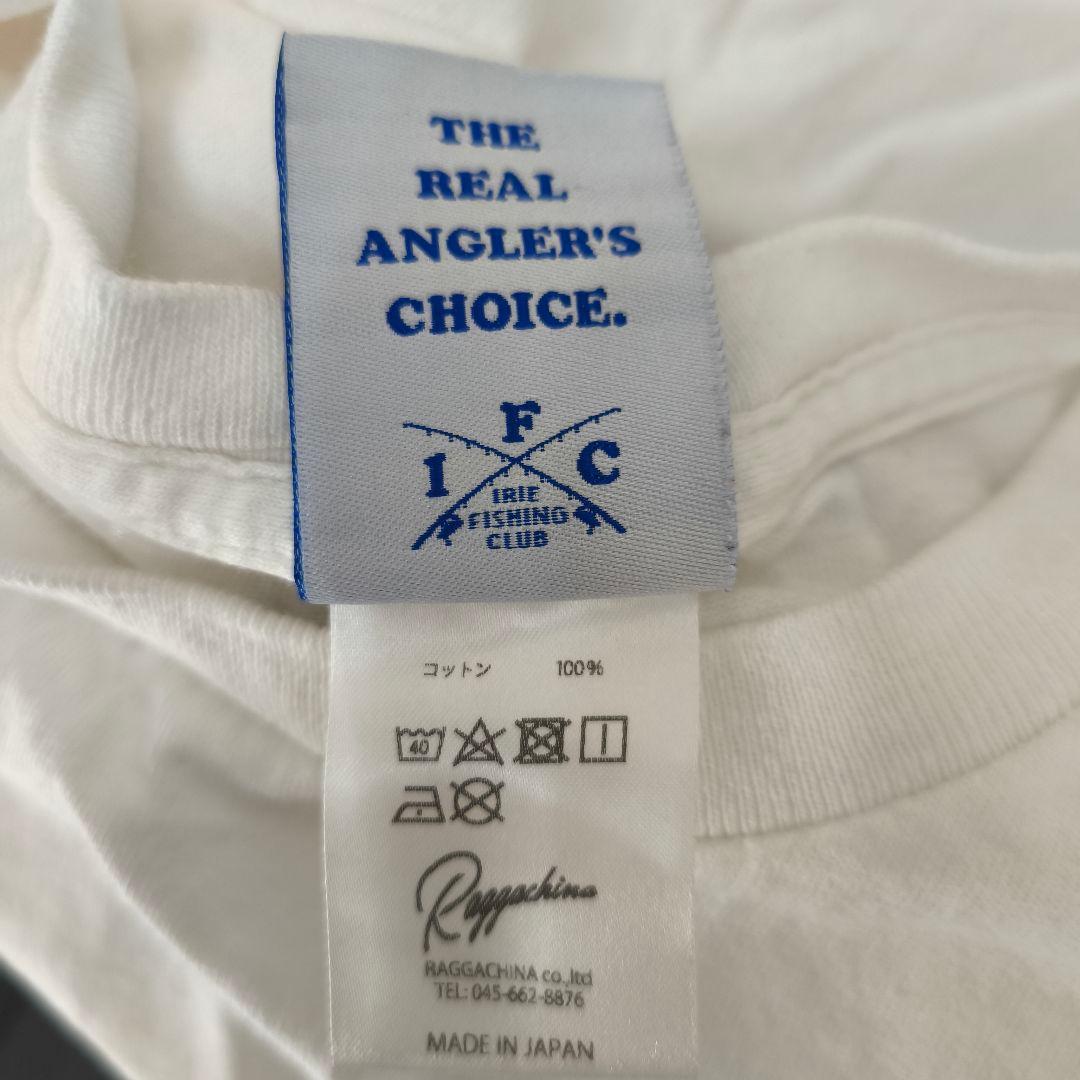 THE
REAL
ANGLER'S
CHOICE.
I F C
IRIE
FISHING
CLUB
コットン 100%
40
Raggachina
RAGGACHINA co.,ltd
TEL: 045-662-8876
MADE IN JAPAN